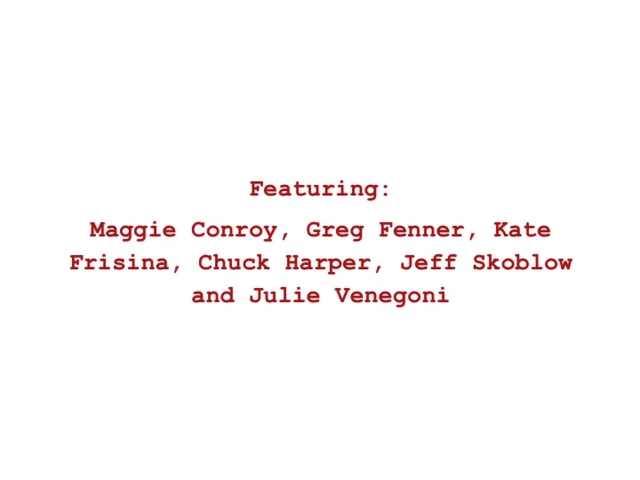 Featuring:
Maggie Conroy, Greg Fenner, Kate
Frisina, Chuck Harper, Jeff Skoblow
and Julie Venegoni